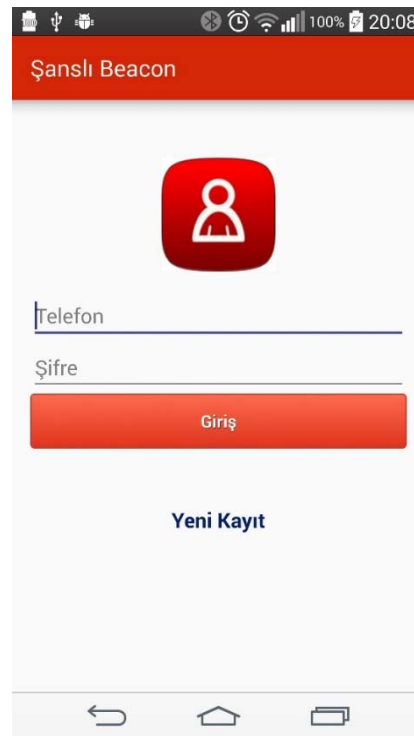 100% 20:08
Şanslı Beacon
Telefon
Şifre
Giriş
Yeni Kayıt